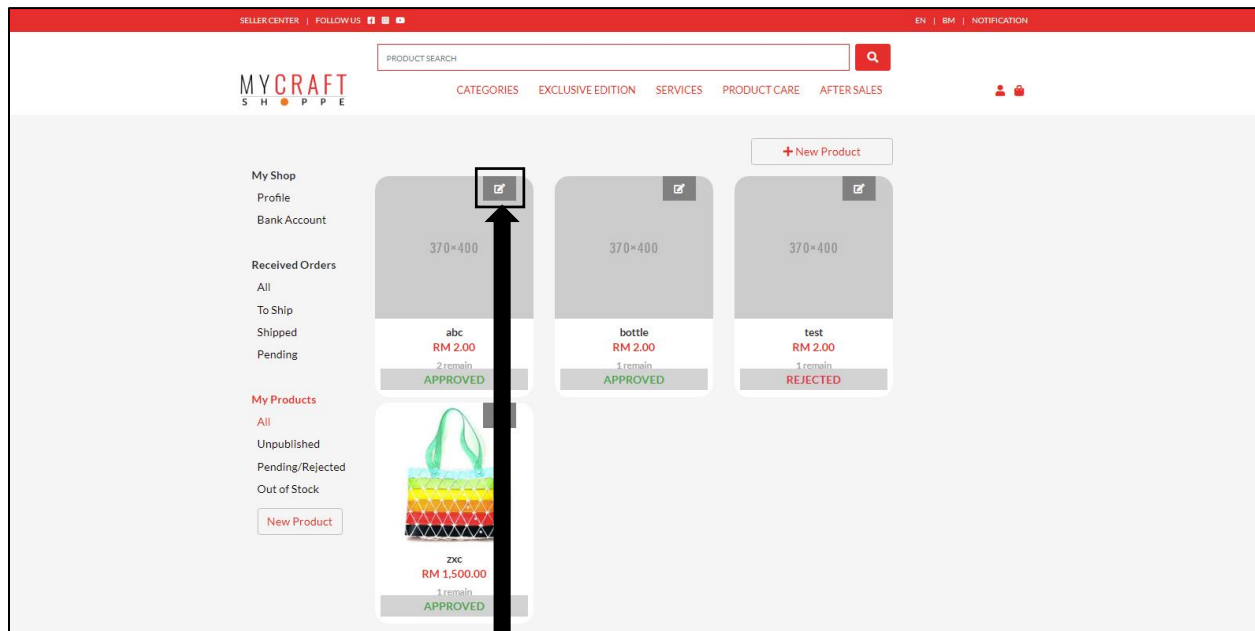 SELLER CENTER | FOLLOW US
EN | BM | NOTIFICATION
PRODUCT SEARCH
MYCRAFT
SHOPPE
CATEGORIES EXCLUSIVE EDITION SERVICES PRODUCT CARE AFTER SALES
+ New Product
My Shop
Profile
Bank Account
Received Orders
All
To Ship
Shipped
Pending
My Products
All
Unpublished
Pending/Rejected
Out of Stock
New Product
370×400
370×400
370×400
abc
RM 2.00
2 remain
APPROVED
bottle
RM 2.00
1 remain
APPROVED
test
RM 2.00
1 remain
REJECTED
zxc
RM 1,500.00
1 remain
APPROVED